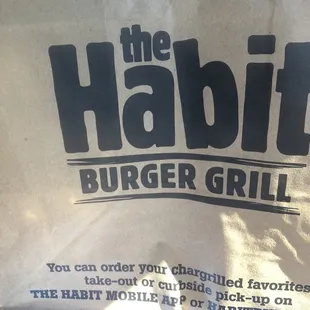 the
Habit
BURGER GRILL
You can order your chargrilled favorites
take-out or curbside pick-up on
THE HABIT MOBILE APP or